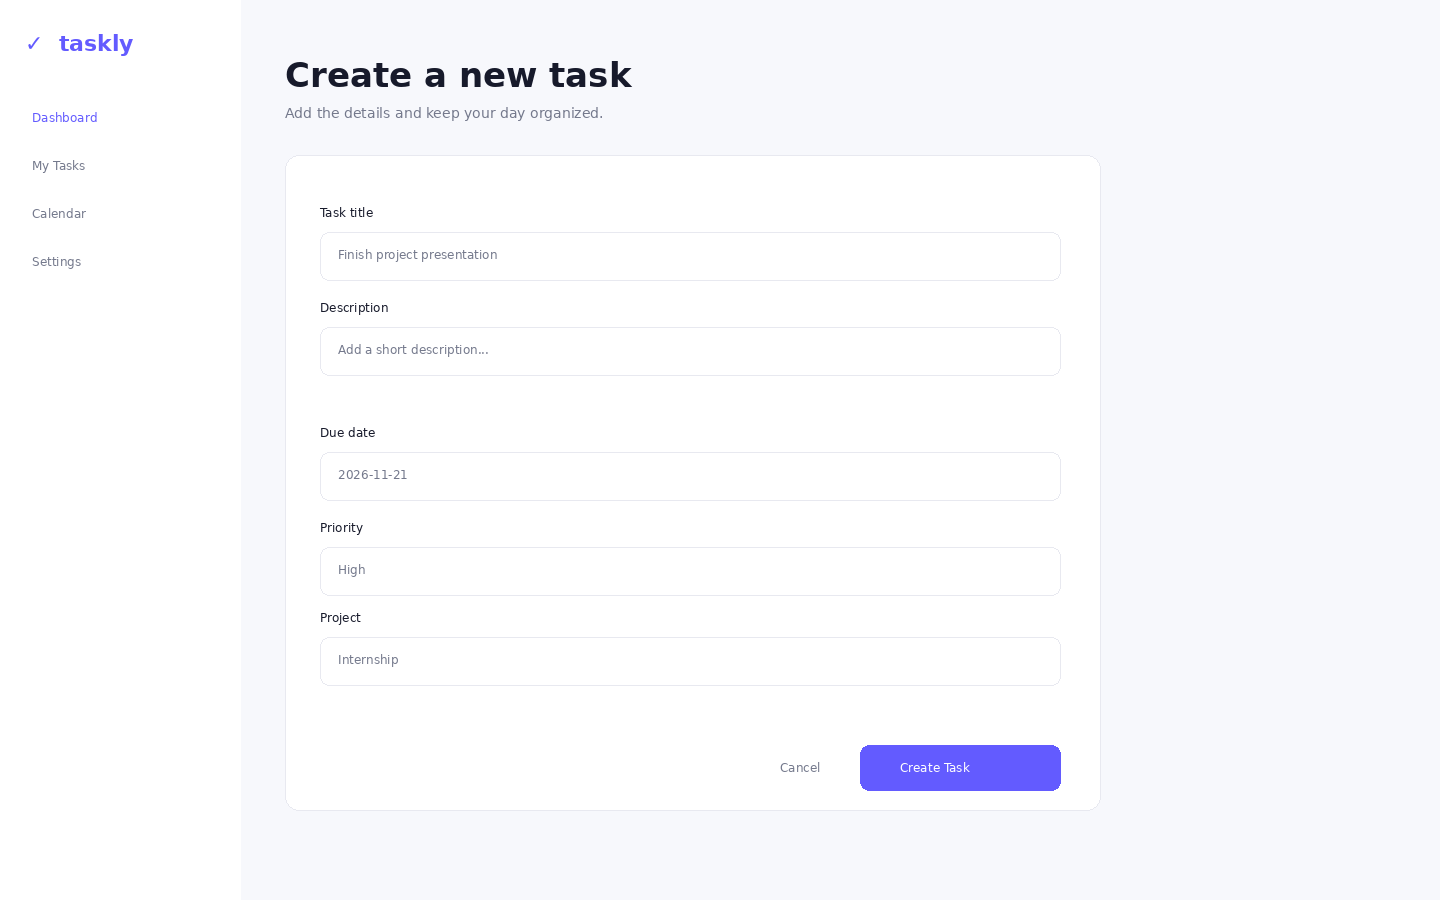 ✓ taskly
Dashboard
My Tasks
Calendar
Settings
Create a new task
Add the details and keep your day organized.
Task title
Finish project presentation
Description
Add a short description...
Due date
2026-11-21
Priority
High
Project
Internship
Cancel
Create Task